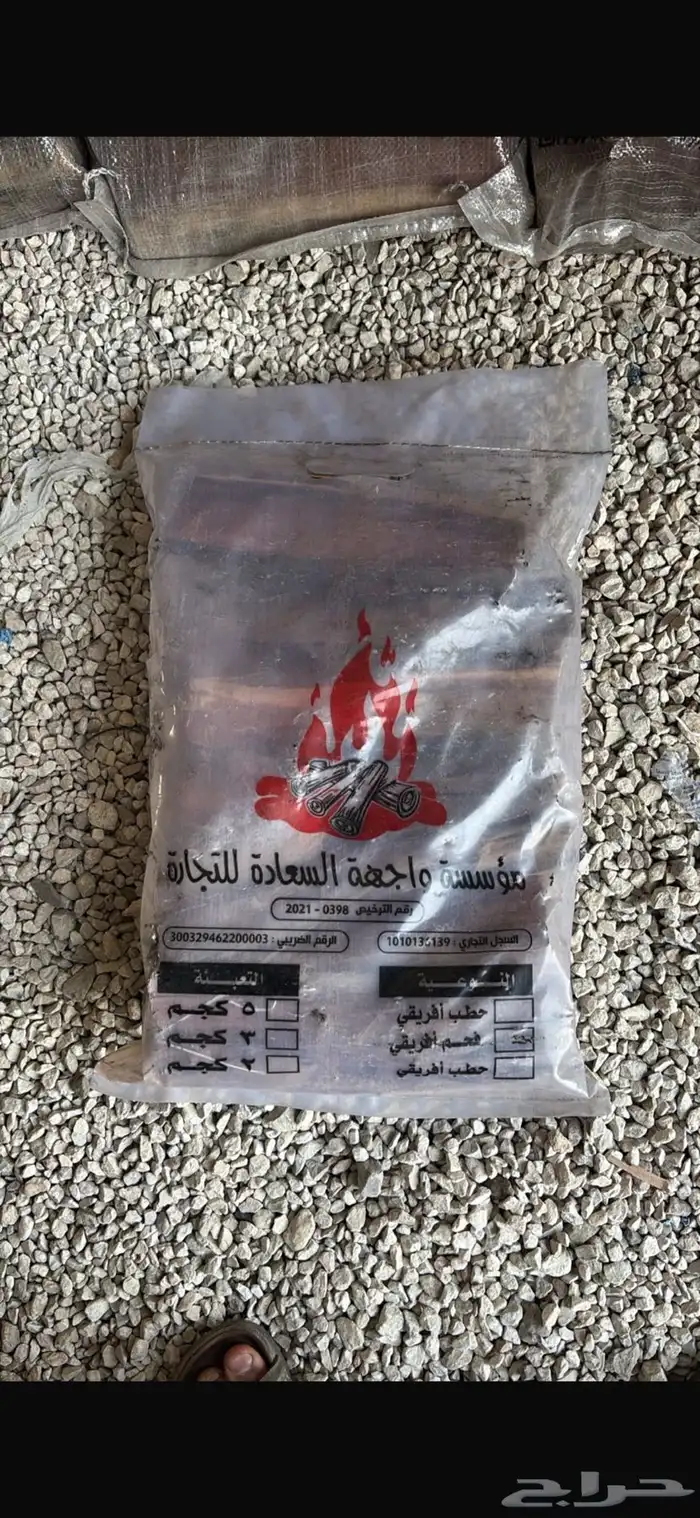 مؤسسة واجهة السعادة للتجارة
رقم الترخيص 0398 - 2021
السجل التجاري : 1010136139
الرقم الضريبي : 300329462200003
النوعية
حطب أفريقي
فحم أفريقي
حطب أفريقي
التعبئة
٥ كجم
٣ كجم
٢ كجم
حراج